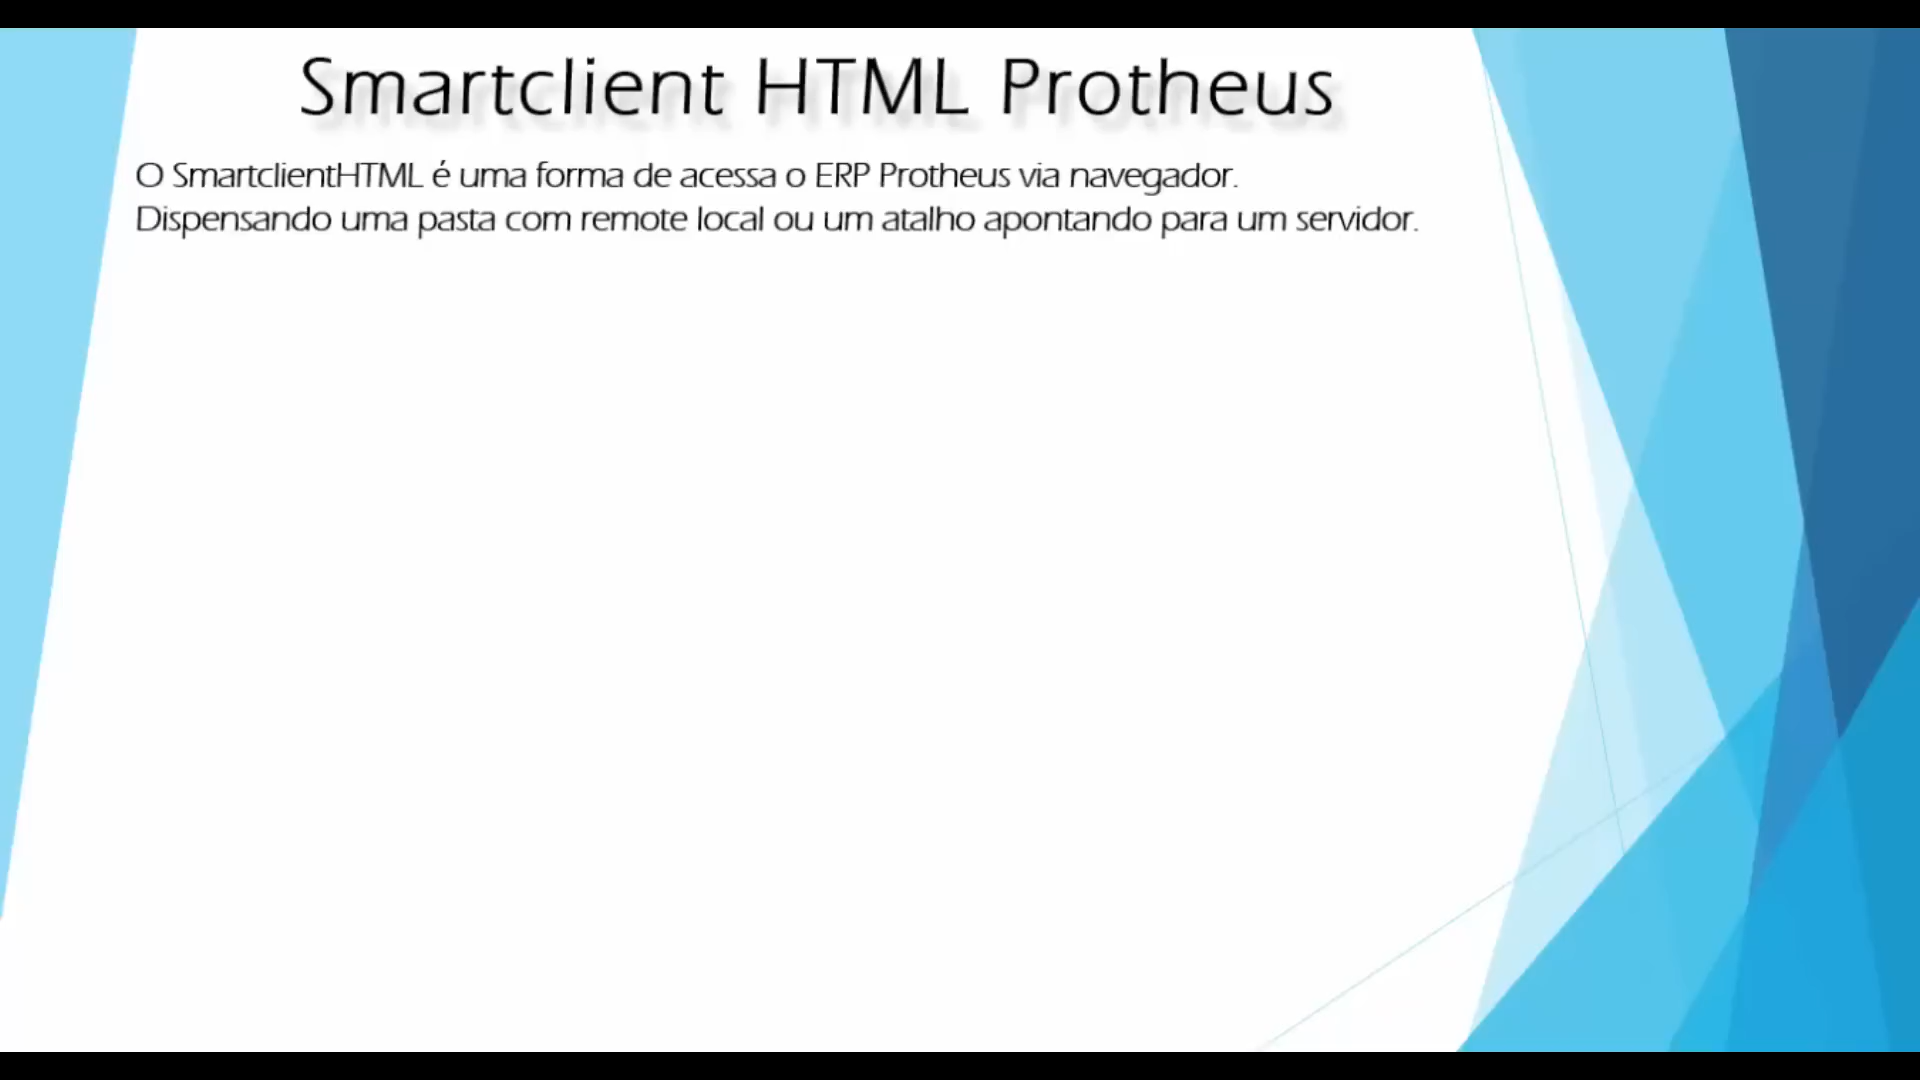 Smartclient HTML Protheus
O SmartclientHTML é uma forma de acessa o ERP Protheus via navegador.
Dispensando uma pasta com remote local ou um atalho apontando para um servidor.